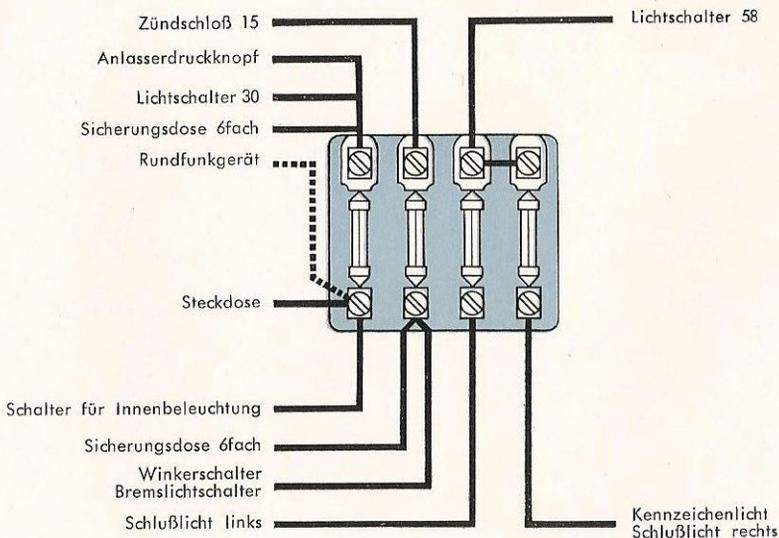 Zündschloß 15
Lichtschalter 58
Anlasserdruckknopf
Lichtschalter 30
Sicherungsdose 6fach
Rundfunkgerät
Steckdose
Schalter für Innenbeleuchtung
Sicherungsdose 6fach
Winkerschalter
Bremslichtschalter
Schlußlicht links
Kennzeichenlicht
Schlußlicht rechts